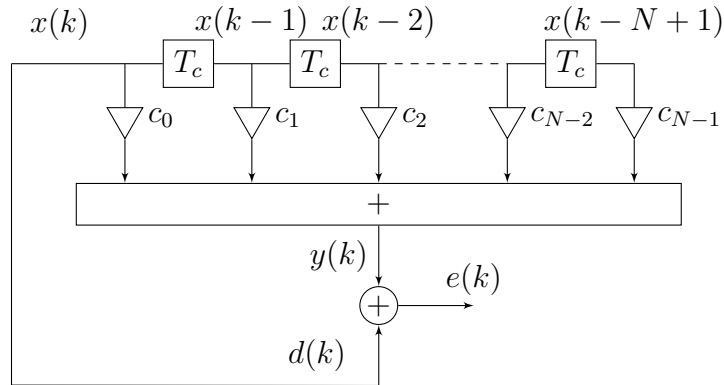 x(k) x(k − 1) x(k − 2) x(k − N + 1)
T_c T_c T_c
c_0 c_1 c_2 c_{N−2} c_{N−1}
+
y(k)
e(k)
+
d(k)